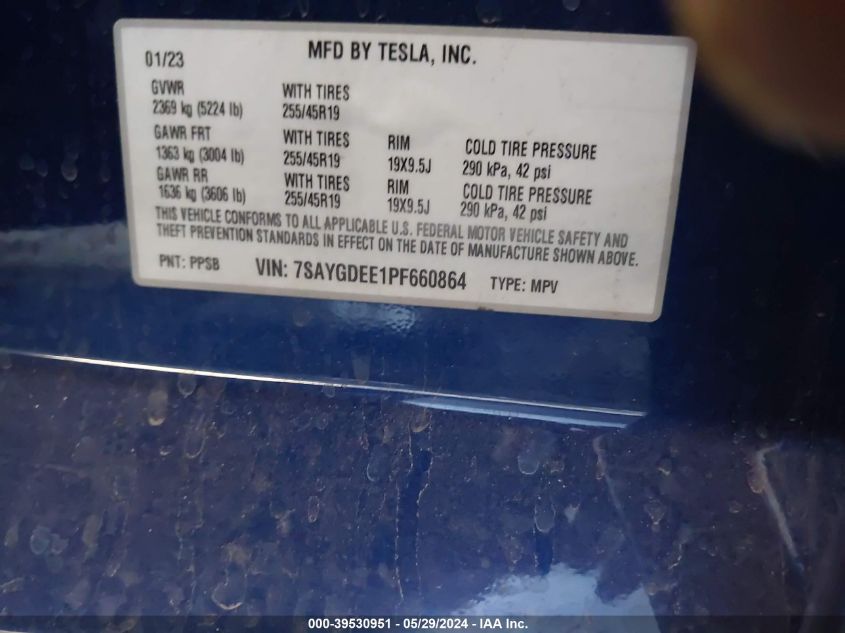 01/23 MFD BY TESLA, INC.
GVWR WITH TIRES
2369 kg (5224 lb) 255/45R19
GAWR FRT WITH TIRES RIM COLD TIRE PRESSURE
1363 kg (3004 lb) 255/45R19 19X9.5J 290 kPa, 42 psi
GAWR RR WITH TIRES RIM COLD TIRE PRESSURE
1636 kg (3606 lb) 255/45R19 19X9.5J 290 kPa, 42 psi
THIS VEHICLE CONFORMS TO ALL APPLICABLE U.S. FEDERAL MOTOR VEHICLE SAFETY AND
THEFT PREVENTION STANDARDS IN EFFECT ON THE DATE OF MANUFACTURE SHOWN ABOVE.
PNT: PPSB VIN: 7SAYGDEE1PF660864 TYPE: MPV
000-39530951 - 05/29/2024 - IAA Inc.